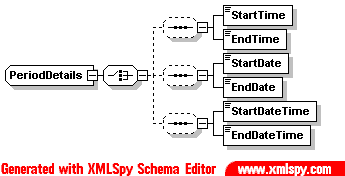 StartTime
EndTime
StartDate
PeriodDetails
EndDate
StartDateTime
EndDateTime
Generated with XMLSpy Schema Editor www.xmlspy.com